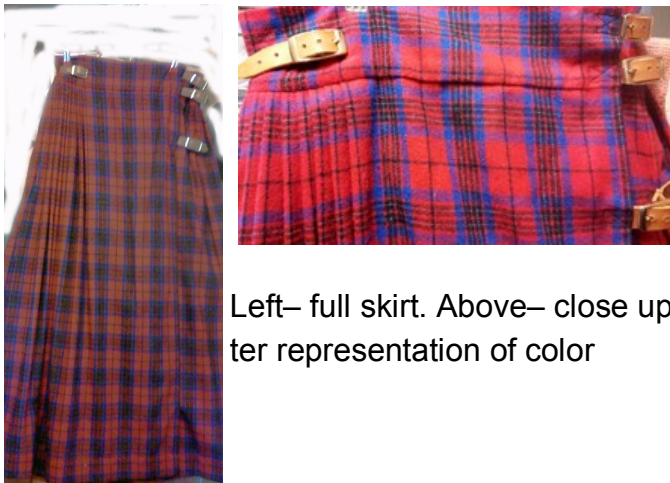 Left– full skirt. Above– close up
ter representation of color